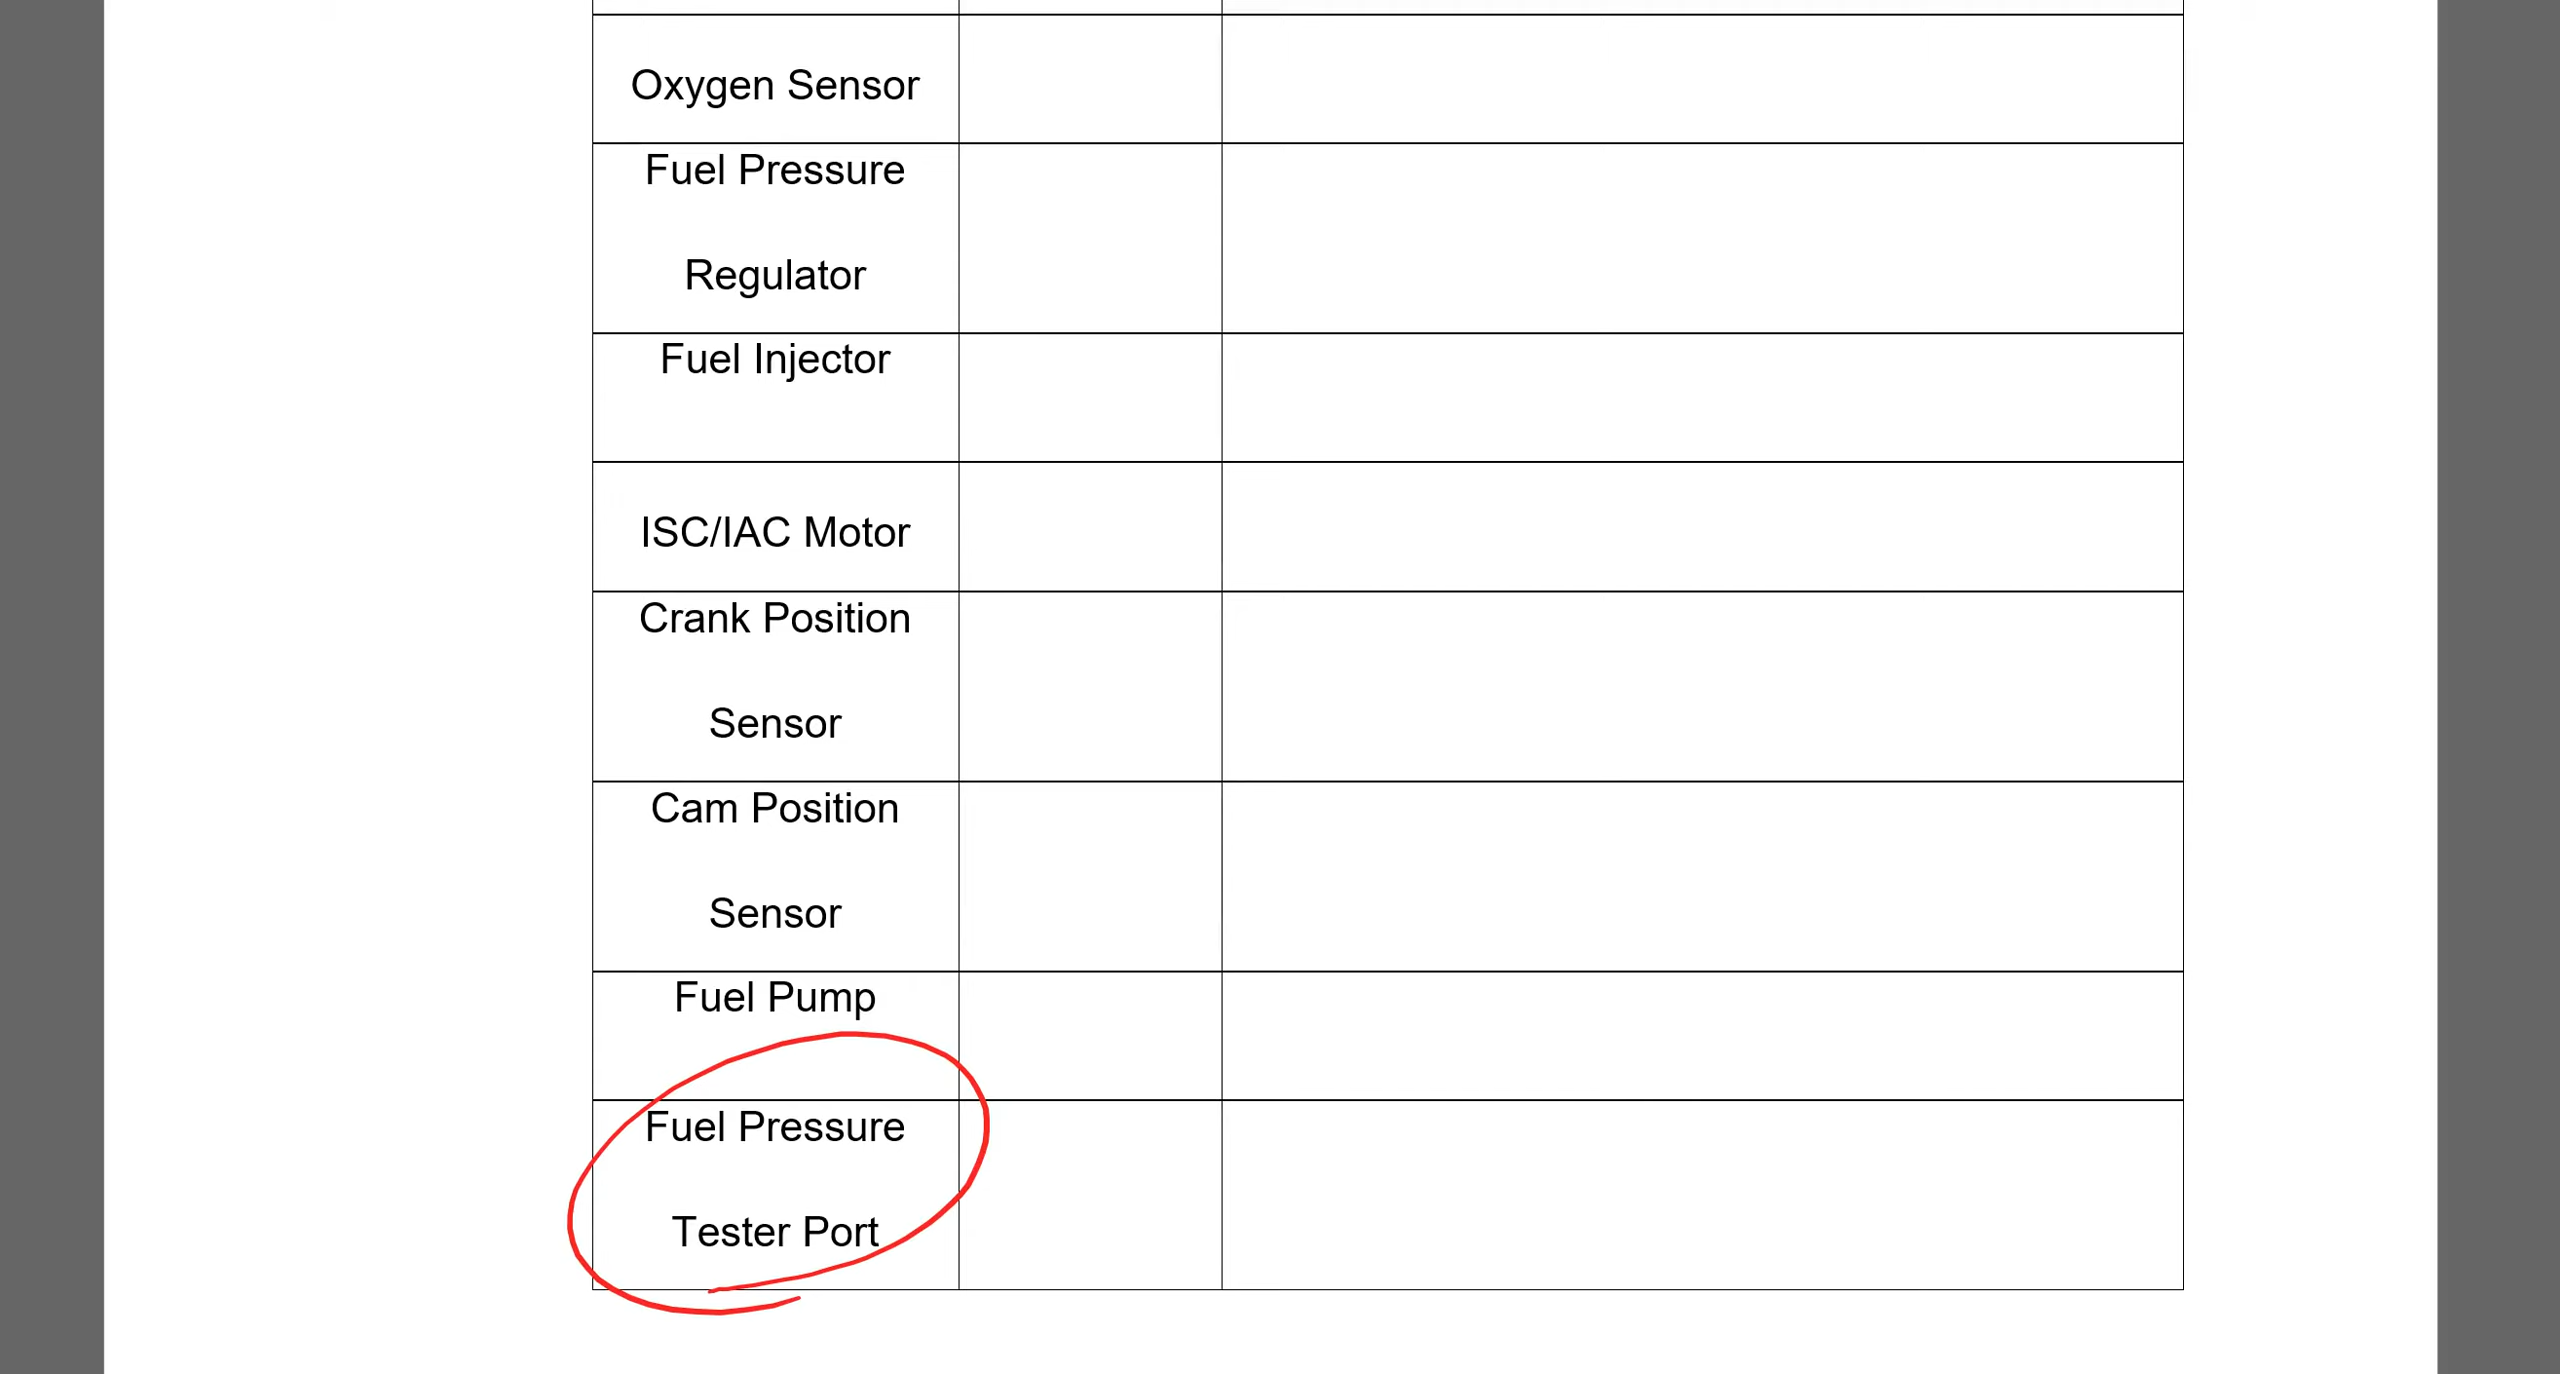 Oxygen Sensor
Fuel Pressure
Regulator
Fuel Injector
ISC/IAC Motor
Crank Position
Sensor
Cam Position
Sensor
Fuel Pump
Fuel Pressure
Tester Port